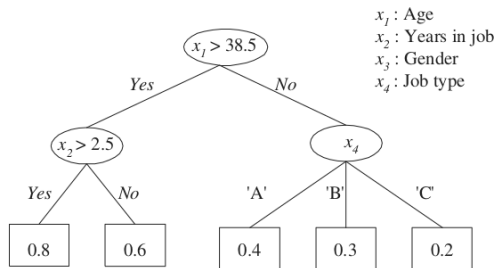 x₁ : Age
x₂ : Years in job
x₃ : Gender
x₄ : Job type
x₁ > 38.5
Yes
No
x₂ > 2.5
x₄
Yes
No
'A'
'B'
'C'
0.8
0.6
0.4
0.3
0.2